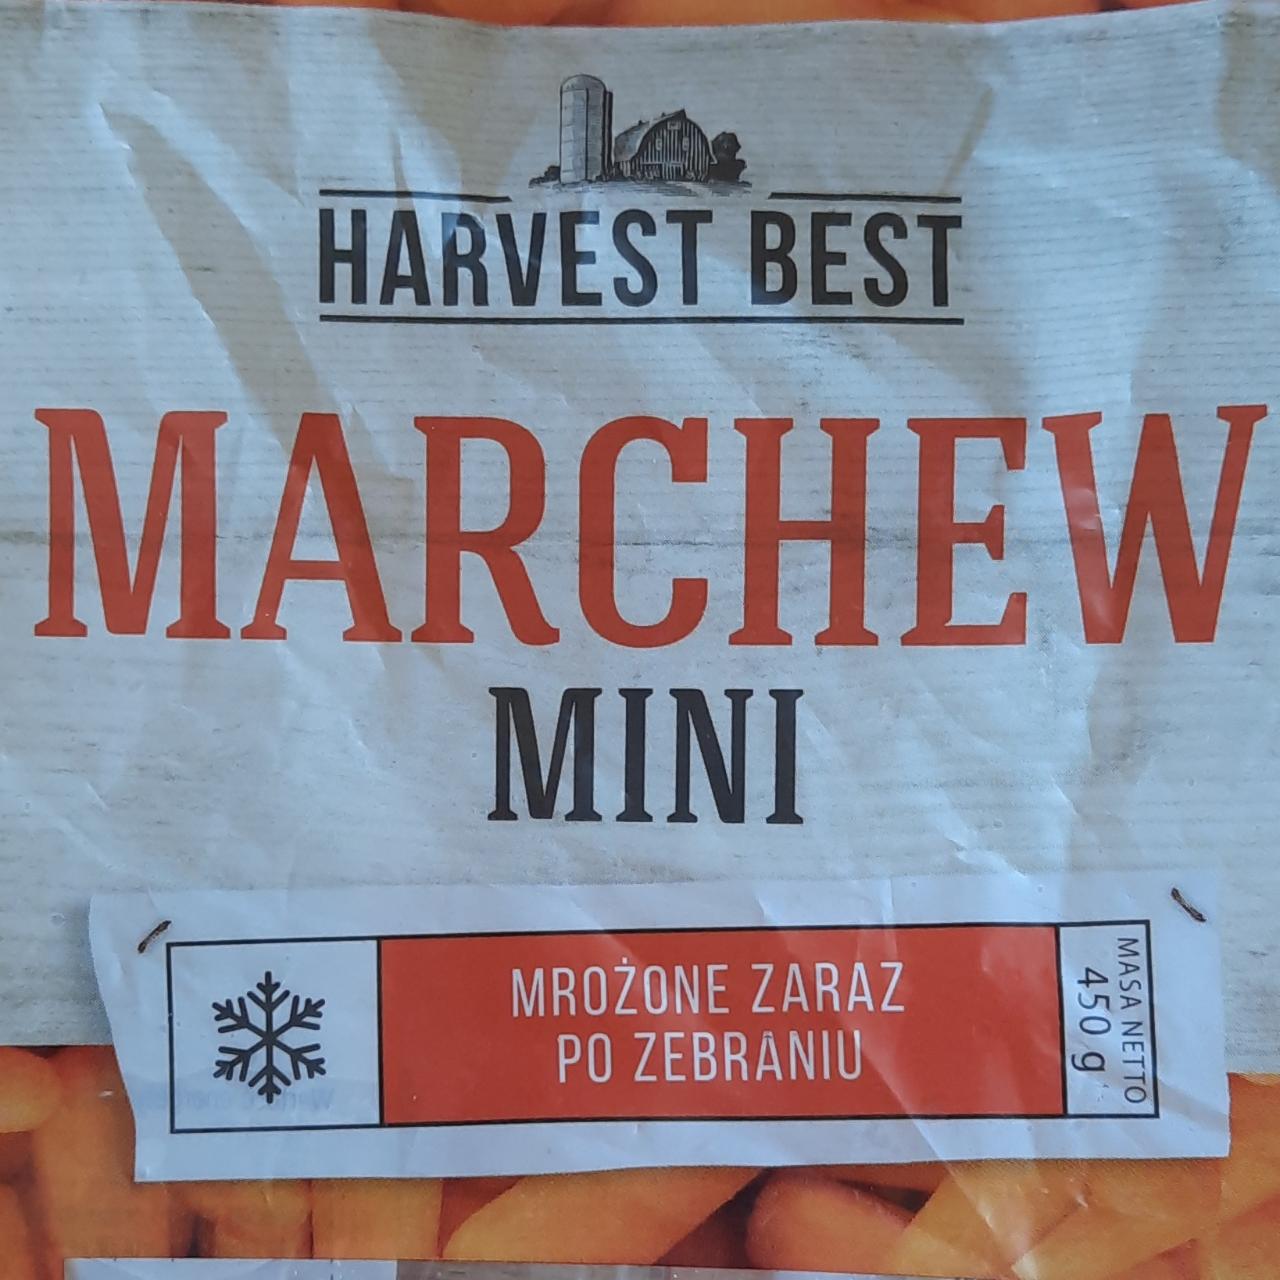 HARVEST BEST
MARCHEW
MINI
MROŻONE ZARAZ
PO ZEBRANIU
MASA NETTO
450 g